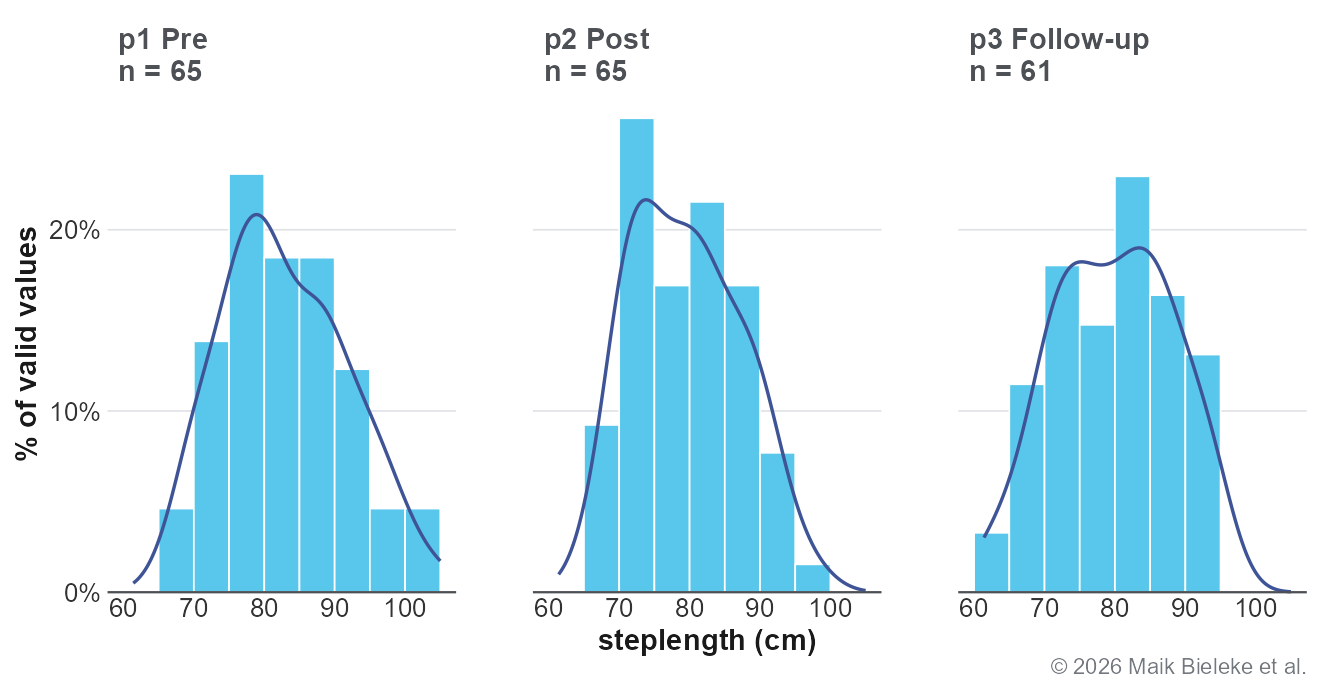 p1 Pre
n = 65
p2 Post
n = 65
p3 Follow-up
n = 61
% of valid values
20%
10%
0%
60 70 80 90 100
60 70 80 90 100
60 70 80 90 100
steplength (cm)
© 2026 Maik Bieleke et al.